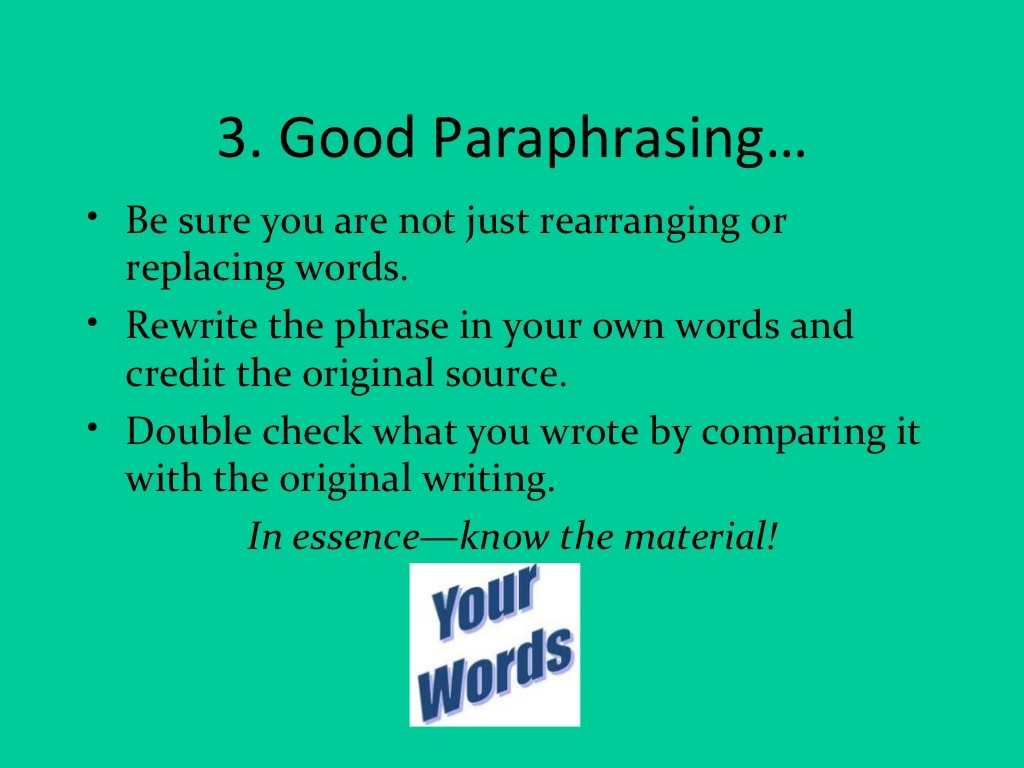 3. Good Paraphrasing…
• Be sure you are not just rearranging or
replacing words.
• Rewrite the phrase in your own words and
credit the original source.
• Double check what you wrote by comparing it
with the original writing.
In essence—know the material!
Your
Words